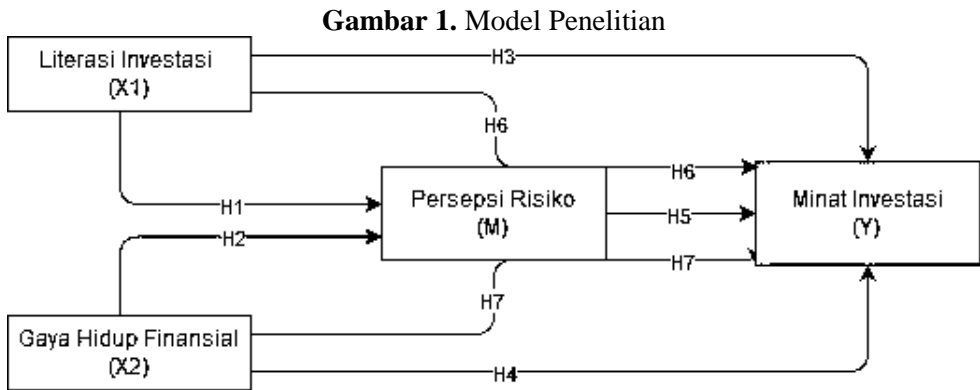 Gambar 1. Model Penelitian
Literasi Investasi
(X1)
H3
H6
Persepsi Risiko
(M)
H6
H5
H7
Minat Investasi
(Y)
H1
H2
H7
Gaya Hidup Finansial
(X2)
H4